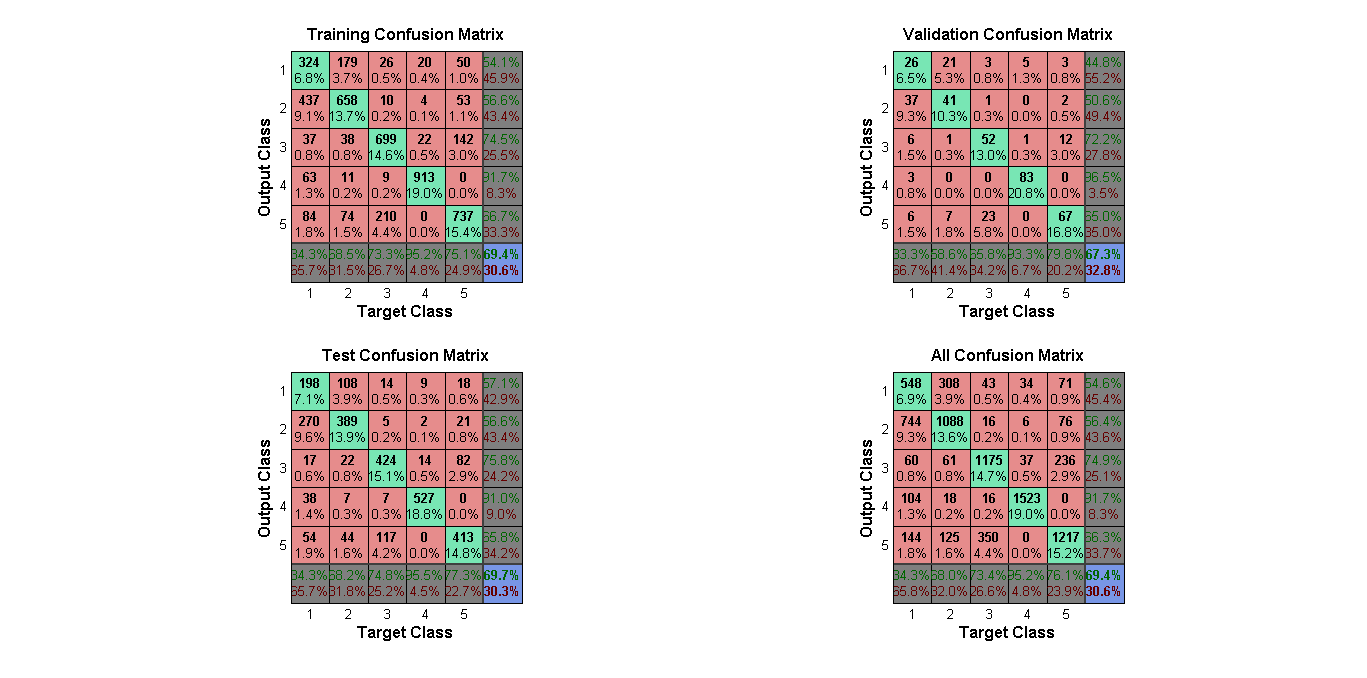 Training Confusion Matrix
Output Class
1
324 179 26 20 50 54.1%
6.8% 3.7% 0.5% 0.4% 1.0% 45.9%
2
437 658 10 4 53 56.6%
9.1% 13.7% 0.2% 0.1% 1.1% 43.4%
3
37 38 699 22 142 74.5%
0.8% 0.8% 14.6% 0.5% 3.0% 25.5%
4
63 11 9 913 0 91.7%
1.3% 0.2% 0.2% 19.0% 0.0% 8.3%
5
84 74 210 0 737 66.7%
1.8% 1.5% 4.4% 0.0% 15.4% 33.3%
34.3% 68.5% 73.3% 95.2% 75.1% 69.4%
65.7% 31.5% 26.7% 4.8% 24.9% 30.6%
1 2 3 4 5
Target Class
Validation Confusion Matrix
Output Class
1
26 21 3 5 3 44.8%
6.5% 5.3% 0.8% 1.3% 0.8% 55.2%
2
37 41 1 0 2 50.6%
9.3% 10.3% 0.3% 0.0% 0.5% 49.4%
3
6 1 52 1 12 72.2%
1.5% 0.3% 13.0% 0.3% 3.0% 27.8%
4
3 0 0 83 0 96.5%
0.8% 0.0% 0.0% 20.8% 0.0% 3.5%
5
6 7 23 0 67 65.0%
1.5% 1.8% 5.8% 0.0% 16.8% 35.0%
33.3% 58.6% 65.8% 93.3% 79.8% 67.3%
66.7% 41.4% 34.2% 6.7% 20.2% 32.8%
1 2 3 4 5
Target Class
Test Confusion Matrix
Output Class
1
198 108 14 9 18 57.1%
7.1% 3.9% 0.5% 0.3% 0.6% 42.9%
2
270 389 5 2 21 56.6%
9.6% 13.9% 0.2% 0.1% 0.8% 43.4%
3
17 22 424 14 82 75.8%
0.6% 0.8% 15.1% 0.5% 2.9% 24.2%
4
38 7 7 527 0 91.0%
1.4% 0.3% 0.3% 18.8% 0.0% 9.0%
5
54 44 117 0 413 65.8%
1.9% 1.6% 4.2% 0.0% 14.8% 34.2%
34.3% 68.2% 74.8% 95.5% 77.3% 69.7%
65.7% 31.8% 25.2% 4.5% 22.7% 30.3%
1 2 3 4 5
Target Class
All Confusion Matrix
Output Class
1
548 308 43 34 71 54.6%
6.9% 3.9% 0.5% 0.4% 0.9% 45.4%
2
744 1088 16 6 76 56.4%
9.3% 13.6% 0.2% 0.1% 0.9% 43.6%
3
60 61 1175 37 236 74.9%
0.8% 0.8% 14.7% 0.5% 2.9% 25.1%
4
104 18 16 1523 0 91.7%
1.3% 0.2% 0.2% 19.0% 0.0% 8.3%
5
144 125 350 0 1217 66.3%
1.8% 1.6% 4.4% 0.0% 15.2% 33.7%
34.3% 68.0% 73.4% 95.2% 76.1% 69.4%
65.8% 32.0% 26.6% 4.8% 23.9% 30.6%
1 2 3 4 5
Target Class